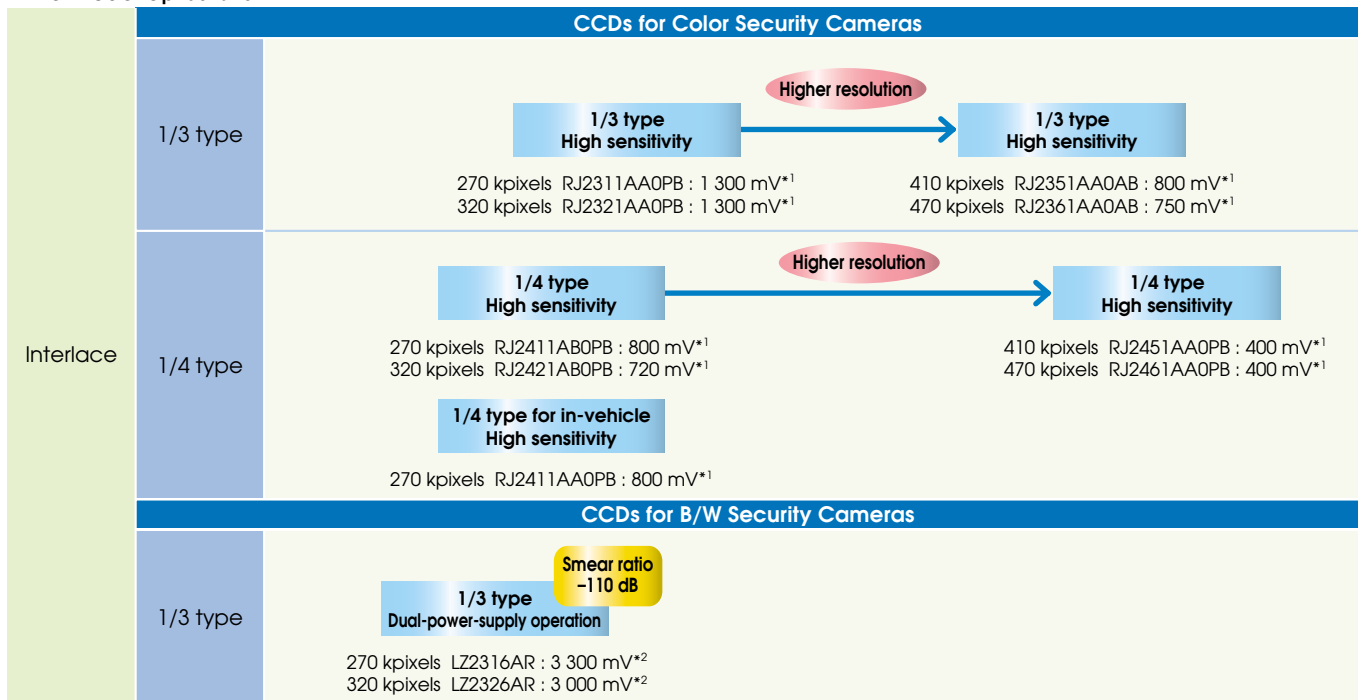 CCDs for Color Security Cameras
Interlace
1/3 type
Higher resolution
1/3 type
High sensitivity
270 kpixels RJ2311AA0PB : 1 300 mV*1
320 kpixels RJ2321AA0PB : 1 300 mV*1
1/3 type
High sensitivity
410 kpixels RJ2351AA0AB : 800 mV*1
470 kpixels RJ2361AA0AB : 750 mV*1
1/4 type
Higher resolution
1/4 type
High sensitivity
270 kpixels RJ2411AB0PB : 800 mV*1
320 kpixels RJ2421AB0PB : 720 mV*1
1/4 type
High sensitivity
410 kpixels RJ2451AA0PB : 400 mV*1
470 kpixels RJ2461AA0PB : 400 mV*1
1/4 type for in-vehicle
High sensitivity
270 kpixels RJ2411AA0PB : 800 mV*1
CCDs for B/W Security Cameras
1/3 type
Smear ratio
–110 dB
1/3 type
Dual-power-supply operation
270 kpixels LZ2316AR : 3 300 mV*2
320 kpixels LZ2326AR : 3 000 mV*2